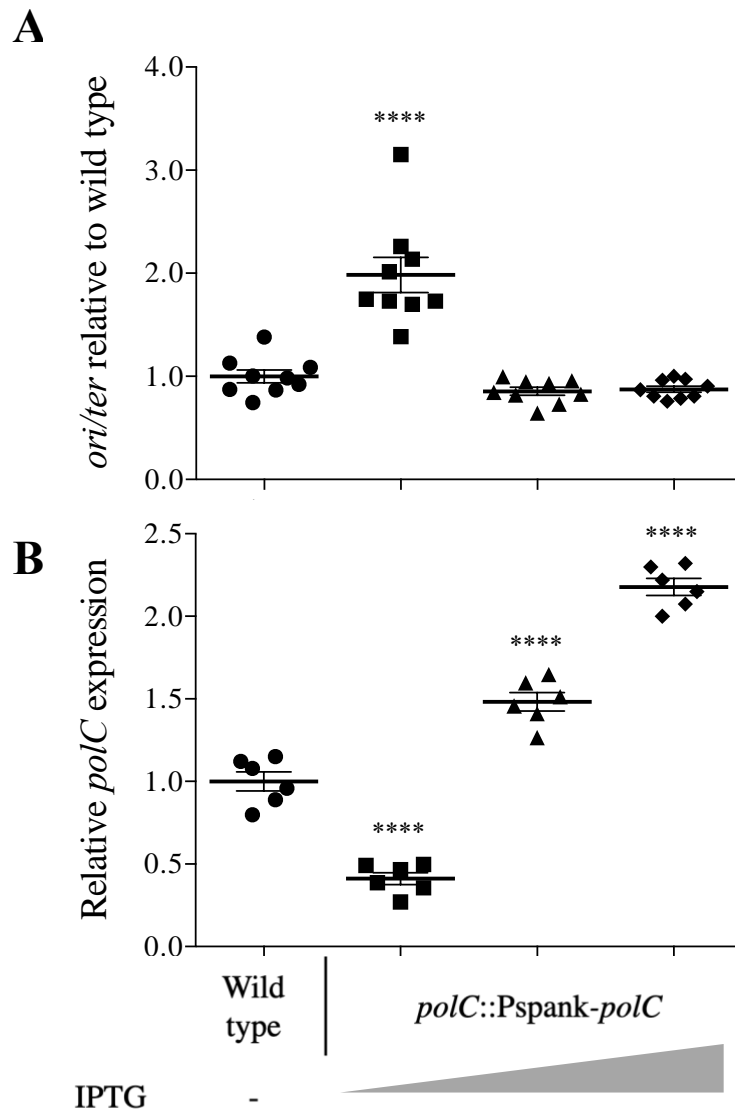 A
ori/ter relative to wild type
4.0
3.0
2.0
1.0
0.0
****
B
Relative polC expression
2.5
2.0
1.5
1.0
0.5
0.0
****
****
****
Wild
type
polC::Pspank-polC
IPTG
-